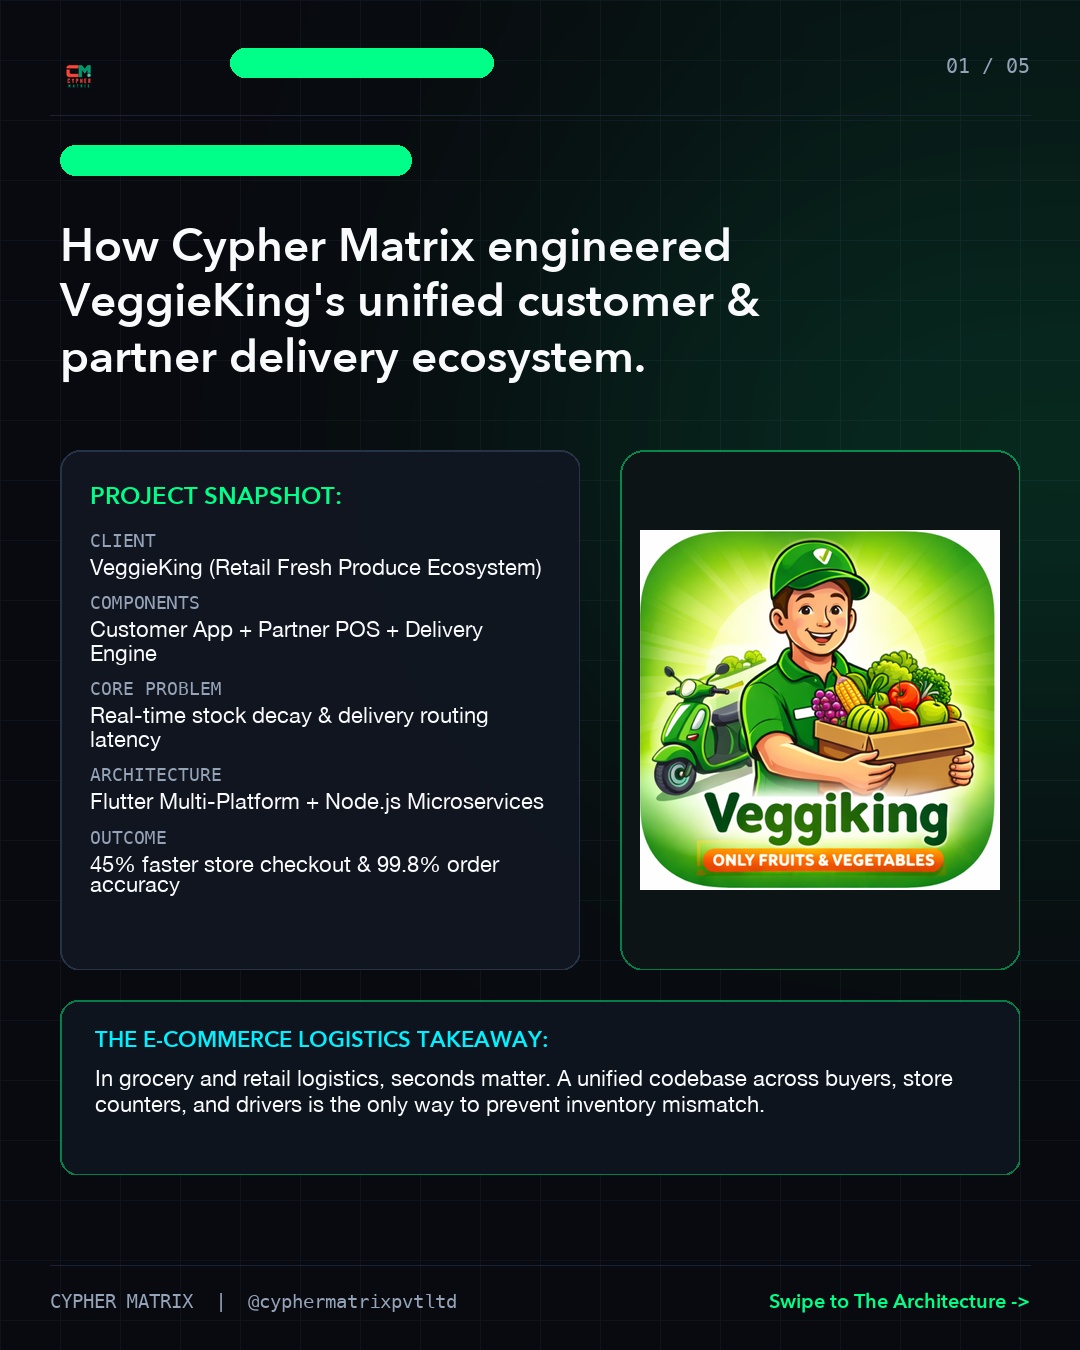 CM
CYPHER
MATRIX
01 / 05
How Cypher Matrix engineered
VeggieKing's unified customer &
partner delivery ecosystem.
PROJECT SNAPSHOT:
CLIENT
VeggieKing (Retail Fresh Produce Ecosystem)
COMPONENTS
Customer App + Partner POS + Delivery
Engine
CORE PROBLEM
Real-time stock decay & delivery routing
latency
ARCHITECTURE
Flutter Multi-Platform + Node.js Microservices
OUTCOME
45% faster store checkout & 99.8% order
accuracy
Veggiking
ONLY FRUITS & VEGETABLES
THE E-COMMERCE LOGISTICS TAKEAWAY:
In grocery and retail logistics, seconds matter. A unified codebase across buyers, store
counters, and drivers is the only way to prevent inventory mismatch.
CYPHER MATRIX | @cyphermatrixpvtltd
Swipe to The Architecture ->